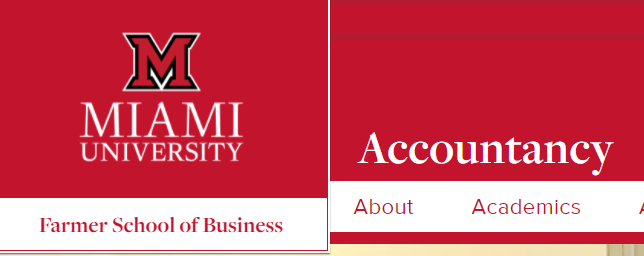 M
MIAMI
UNIVERSITY
Farmer School of Business
Accountancy
About Academics